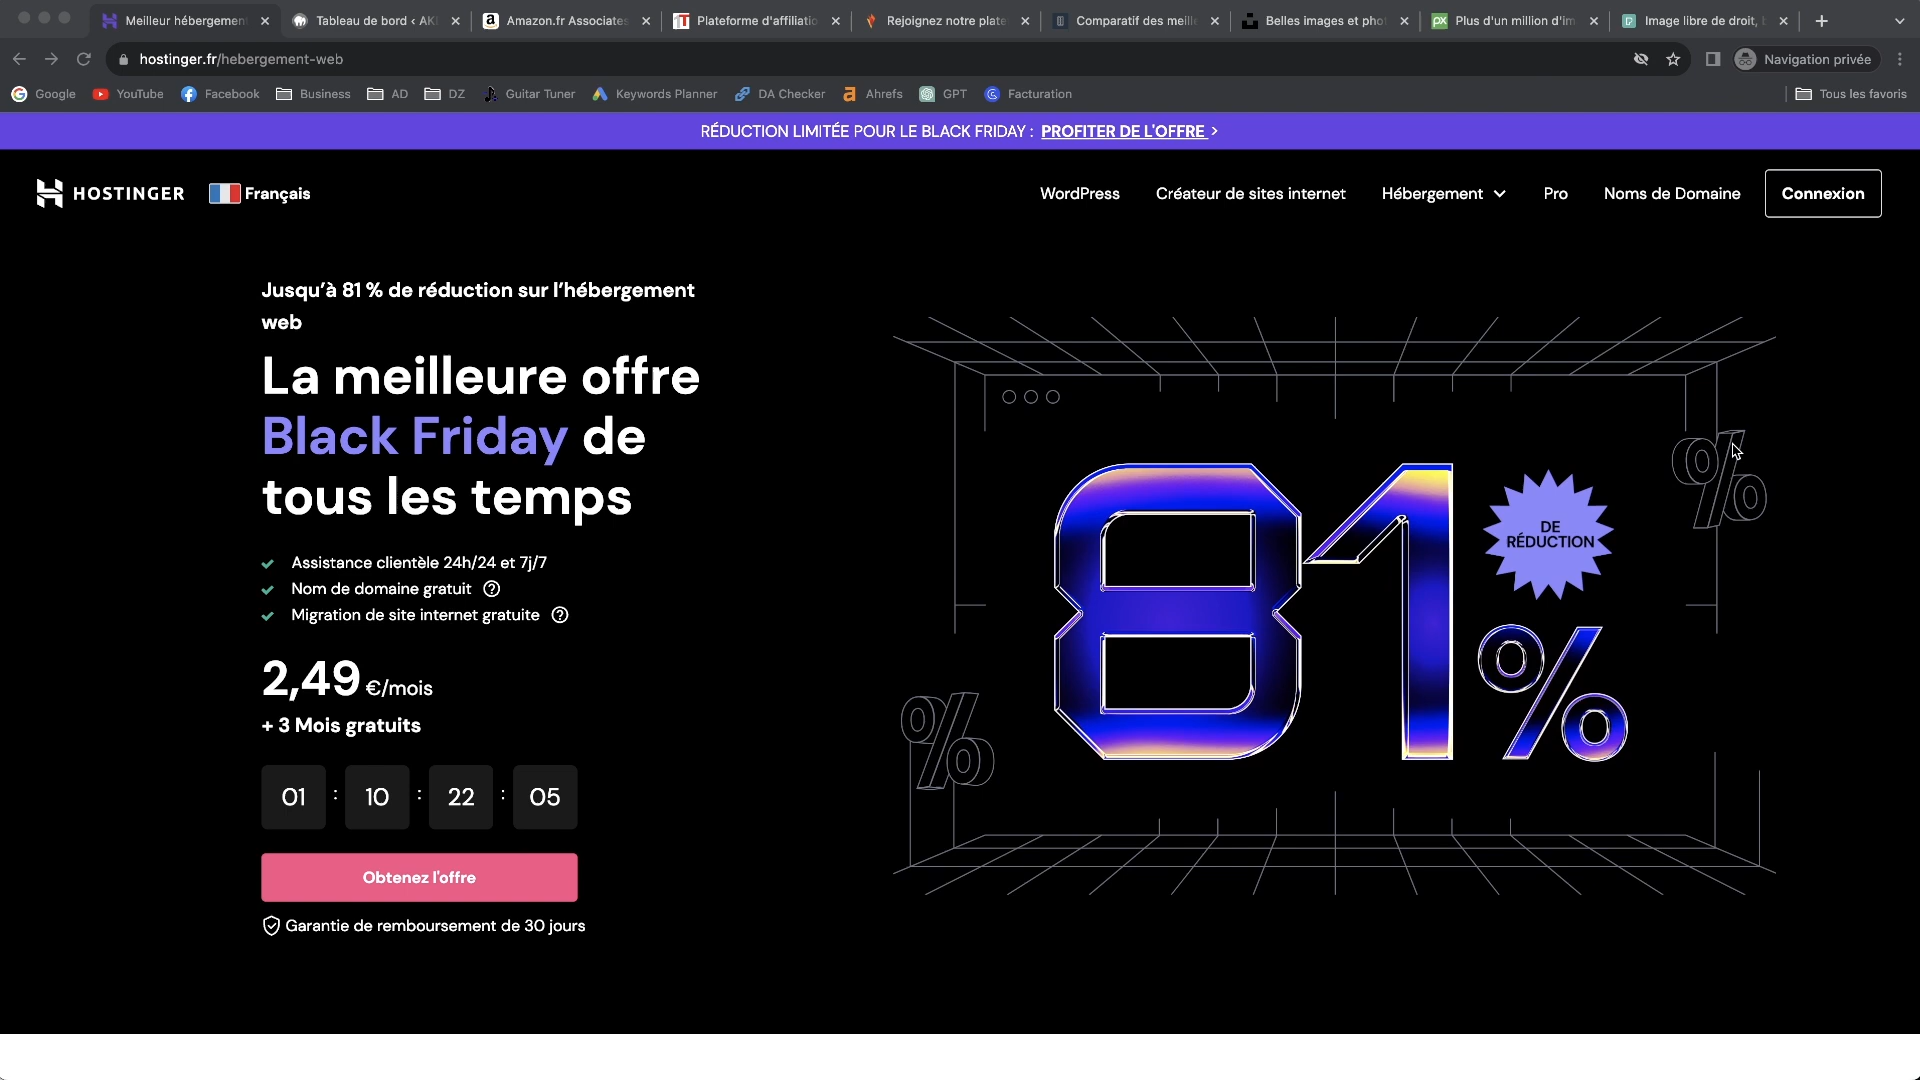 Meilleur hébergement
Tableau de bord ‹ AK
Amazon.fr Associates
Plateforme d'affiliatio
Rejoignez notre plate
Comparatif des meille
Belles images et phot
Plus d'un million d'im
Image libre de droit,
hostinger.fr/hebergement-web
Navigation privée
Google
YouTube
Facebook
Business
AD
DZ
Guitar Tuner
Keywords Planner
DA Checker
Ahrefs
GPT
Facturation
Tous les favoris
RÉDUCTION LIMITÉE POUR LE BLACK FRIDAY : PROFITER DE L'OFFRE >
HOSTINGER
Français
WordPress
Créateur de sites internet
Hébergement
Pro
Noms de Domaine
Connexion
Jusqu'à 81 % de réduction sur l'hébergement
web
La meilleure offre
Black Friday de
tous les temps
Assistance clientèle 24h/24 et 7j/7
Nom de domaine gratuit
Migration de site internet gratuite
2,49 €/mois
+ 3 Mois gratuits
01 : 10 : 22 : 05
Obtenez l'offre
Garantie de remboursement de 30 jours
81 %
DE
RÉDUCTION
%
%